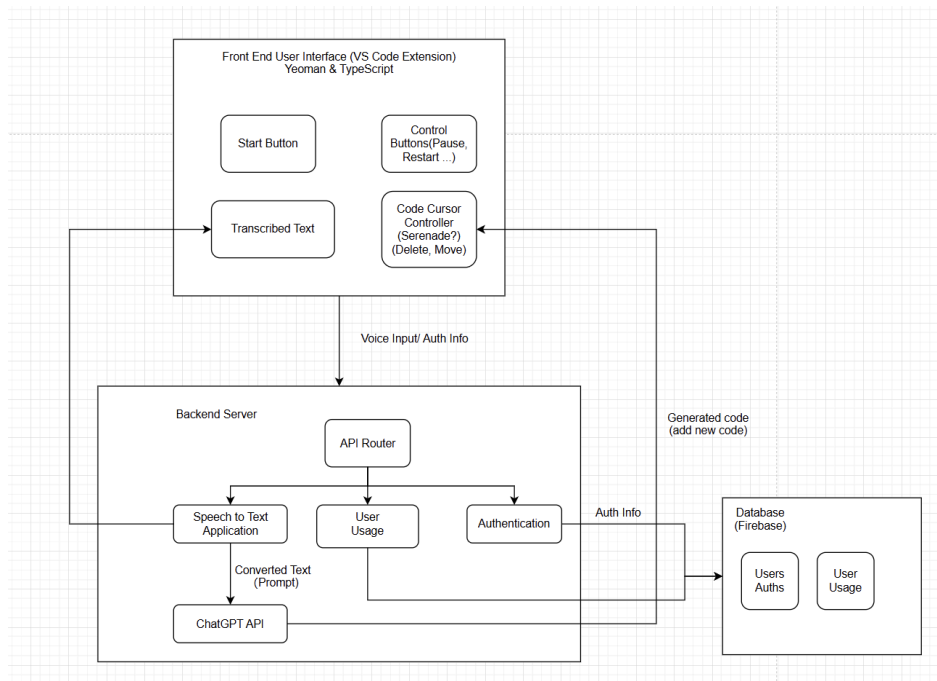 Front End User Interface (VS Code Extension)
Yeoman & TypeScript
Start Button
Control
Buttons(Pause,
Restart ...)
Transcribed Text
Code Cursor
Controller
(Serenade?)
(Delete, Move)
Voice Input/ Auth Info
Backend Server
API Router
Generated code
(add new code)
Speech to Text
Application
User
Usage
Authentication
Auth Info
Database
(Firebase)
Users
Auths
User
Usage
Converted Text
(Prompt)
ChatGPT API